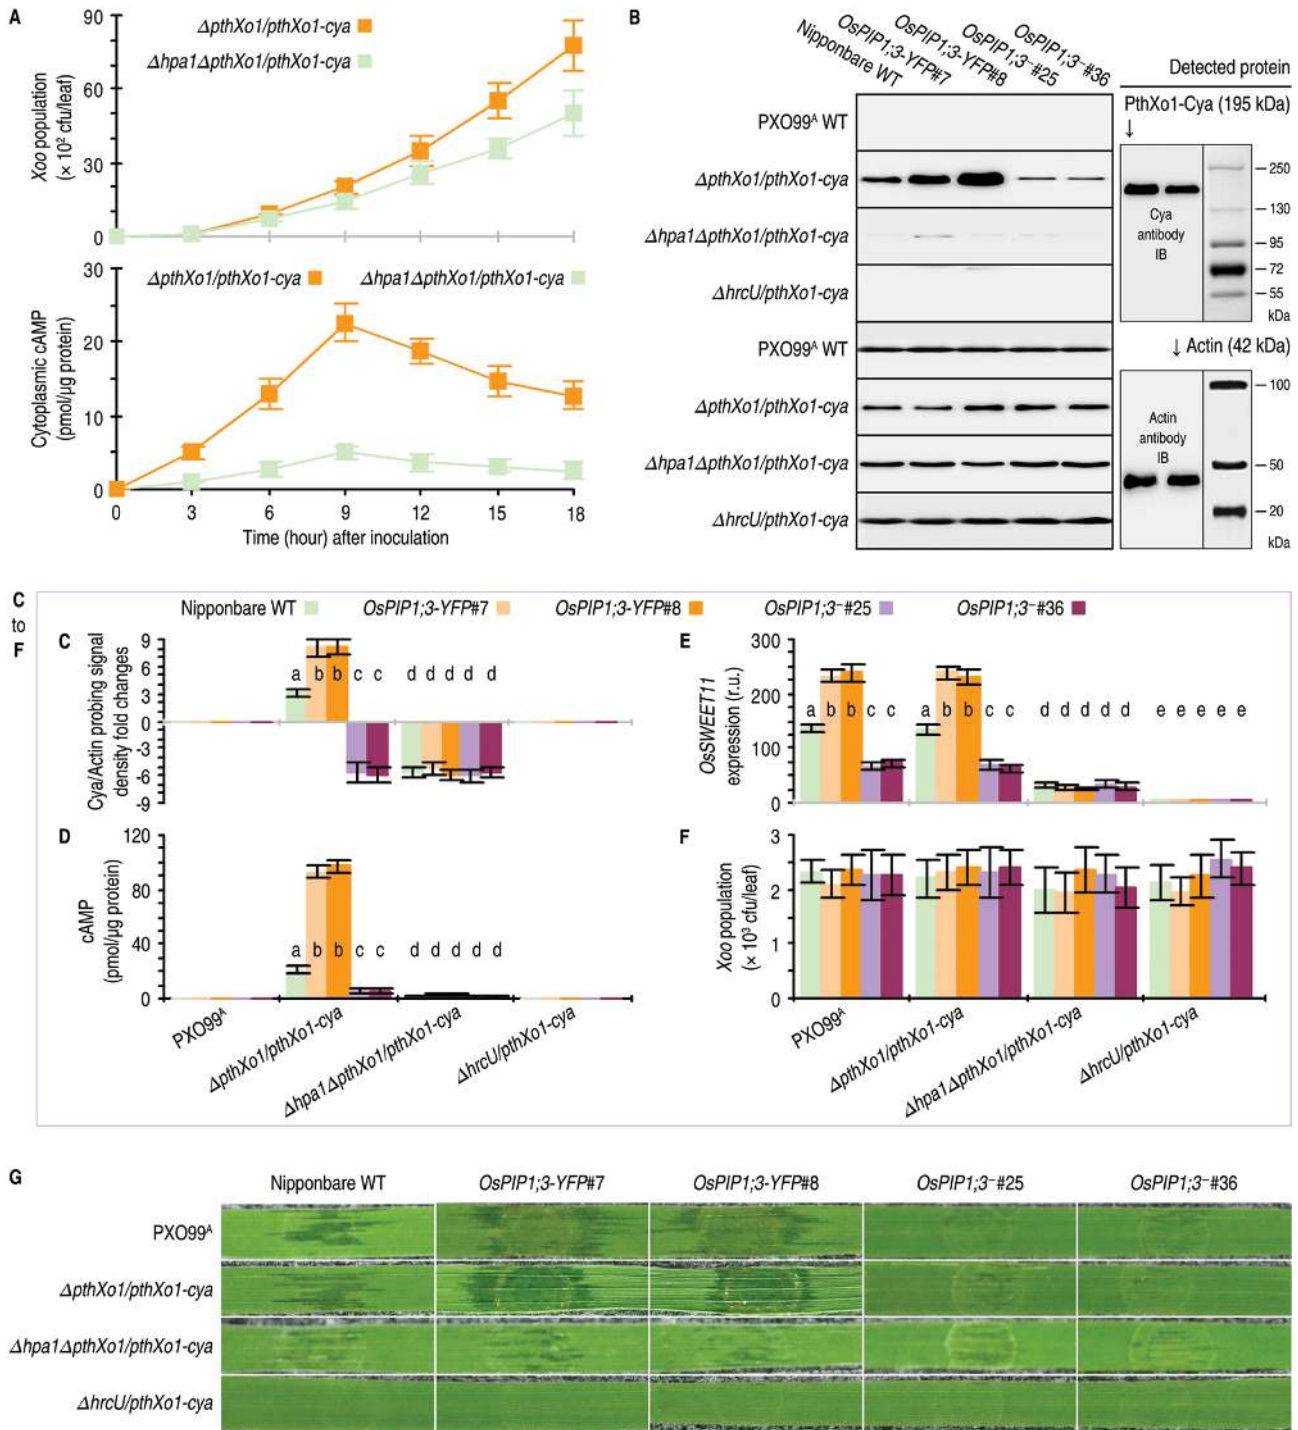 A
ΔpthXo1/pthXo1-cya
Δhpa1ΔpthXo1/pthXo1-cya
Xoo population
(× 10² cfu/leaf)
90
60
30
0
ΔpthXo1/pthXo1-cya
Δhpa1ΔpthXo1/pthXo1-cya
Cytoplasmic cAMP
(pmol/μg protein)
30
20
10
0
0 3 6 9 12 15 18
Time (hour) after inoculation
B
Nipponbare WT
OsPIP1;3-YFP#7
OsPIP1;3-YFP#8
OsPIP1;3⁻#25
OsPIP1;3⁻#36
PXO99ᴬ WT
ΔpthXo1/pthXo1-cya
Δhpa1ΔpthXo1/pthXo1-cya
ΔhrcU/pthXo1-cya
PXO99ᴬ WT
ΔpthXo1/pthXo1-cya
Δhpa1ΔpthXo1/pthXo1-cya
ΔhrcU/pthXo1-cya
Detected protein
PthXo1-Cya (195 kDa)
↓
Cya
antibody
IB
250
130
95
72
55
kDa
↓ Actin (42 kDa)
Actin
antibody
IB
100
50
20
kDa
C
to
F
Nipponbare WT OsPIP1;3-YFP#7 OsPIP1;3-YFP#8 OsPIP1;3⁻#25 OsPIP1;3⁻#36
C
Cya/Actin probing signal
density fold changes
9
6
3
0
-3
-6
-9
a b b c c d d d d d
D
cAMP
(pmol/μg protein)
120
80
40
0
a b b c c d d d d d
PXO99ᴬ
ΔpthXo1/pthXo1-cya
Δhpa1ΔpthXo1/pthXo1-cya
ΔhrcU/pthXo1-cya
E
OsSWEET11
expression (r.u.)
300
200
100
0
a b b c c a b b c c d d d d d e e e e e
F
Xoo population
(× 10³ cfu/leaf)
3
2
1
0
PXO99ᴬ
ΔpthXo1/pthXo1-cya
Δhpa1ΔpthXo1/pthXo1-cya
ΔhrcU/pthXo1-cya
G
Nipponbare WT OsPIP1;3-YFP#7 OsPIP1;3-YFP#8 OsPIP1;3⁻#25 OsPIP1;3⁻#36
PXO99ᴬ
ΔpthXo1/pthXo1-cya
Δhpa1ΔpthXo1/pthXo1-cya
ΔhrcU/pthXo1-cya